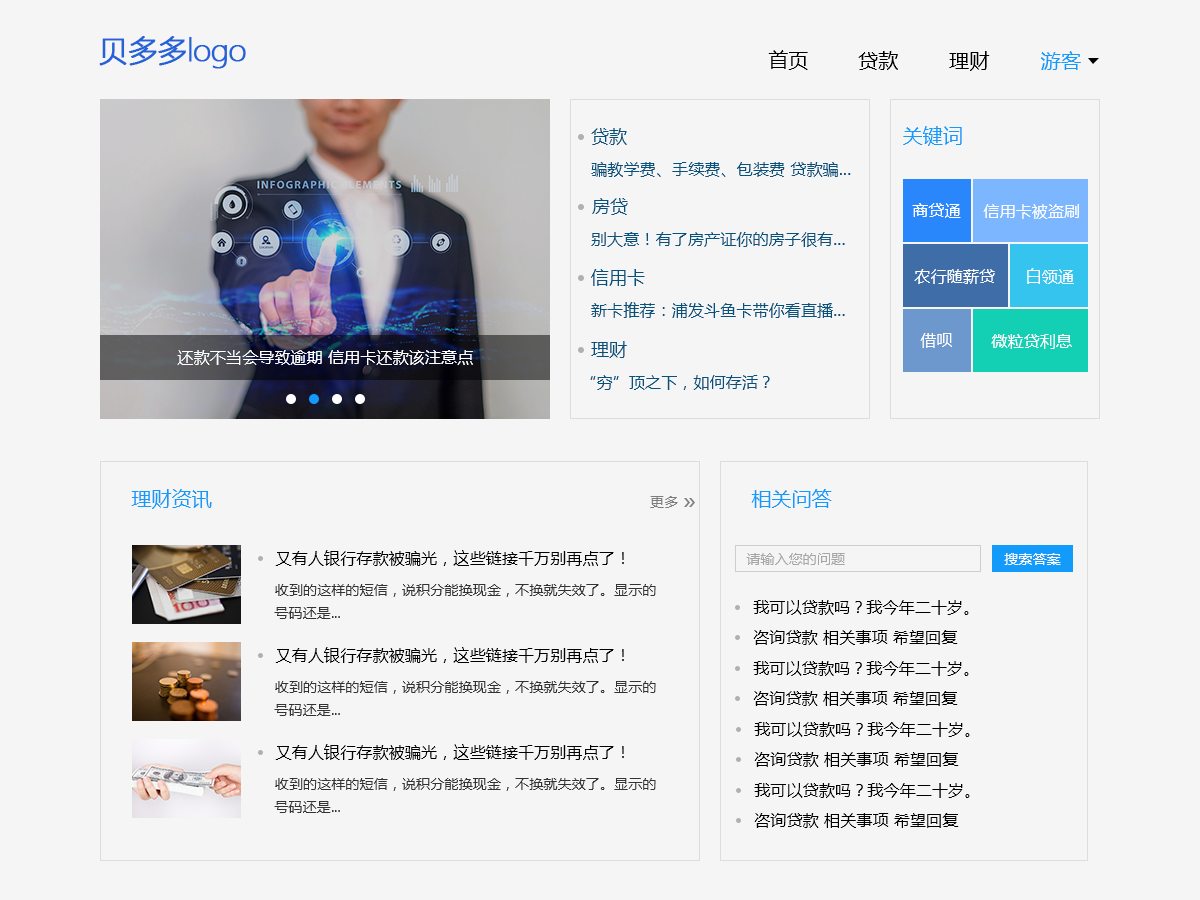 贝多多logo
首页
贷款
理财
游客
INFOGRAPHIC ELEMENTS
还款不当会导致逾期 信用卡还款该注意点
贷款
骗教学费、手续费、包装费 贷款骗...
房贷
别大意！有了房产证你的房子很有...
信用卡
新卡推荐：浦发斗鱼卡带你看直播...
理财
“穷”顶之下，如何存活？
关键词
商贷通
信用卡被盗刷
农行随薪贷
白领通
借呗
微粒贷利息
理财资讯
更多 »
又有人银行存款被骗光，这些链接千万别再点了！
收到的这样的短信，说积分能换现金，不换就失效了。显示的
号码还是...
又有人银行存款被骗光，这些链接千万别再点了！
收到的这样的短信，说积分能换现金，不换就失效了。显示的
号码还是...
又有人银行存款被骗光，这些链接千万别再点了！
收到的这样的短信，说积分能换现金，不换就失效了。显示的
号码还是...
相关问答
请输入您的问题
搜索答案
我可以贷款吗？我今年二十岁。
咨询贷款 相关事项 希望回复
我可以贷款吗？我今年二十岁。
咨询贷款 相关事项 希望回复
我可以贷款吗？我今年二十岁。
咨询贷款 相关事项 希望回复
我可以贷款吗？我今年二十岁。
咨询贷款 相关事项 希望回复